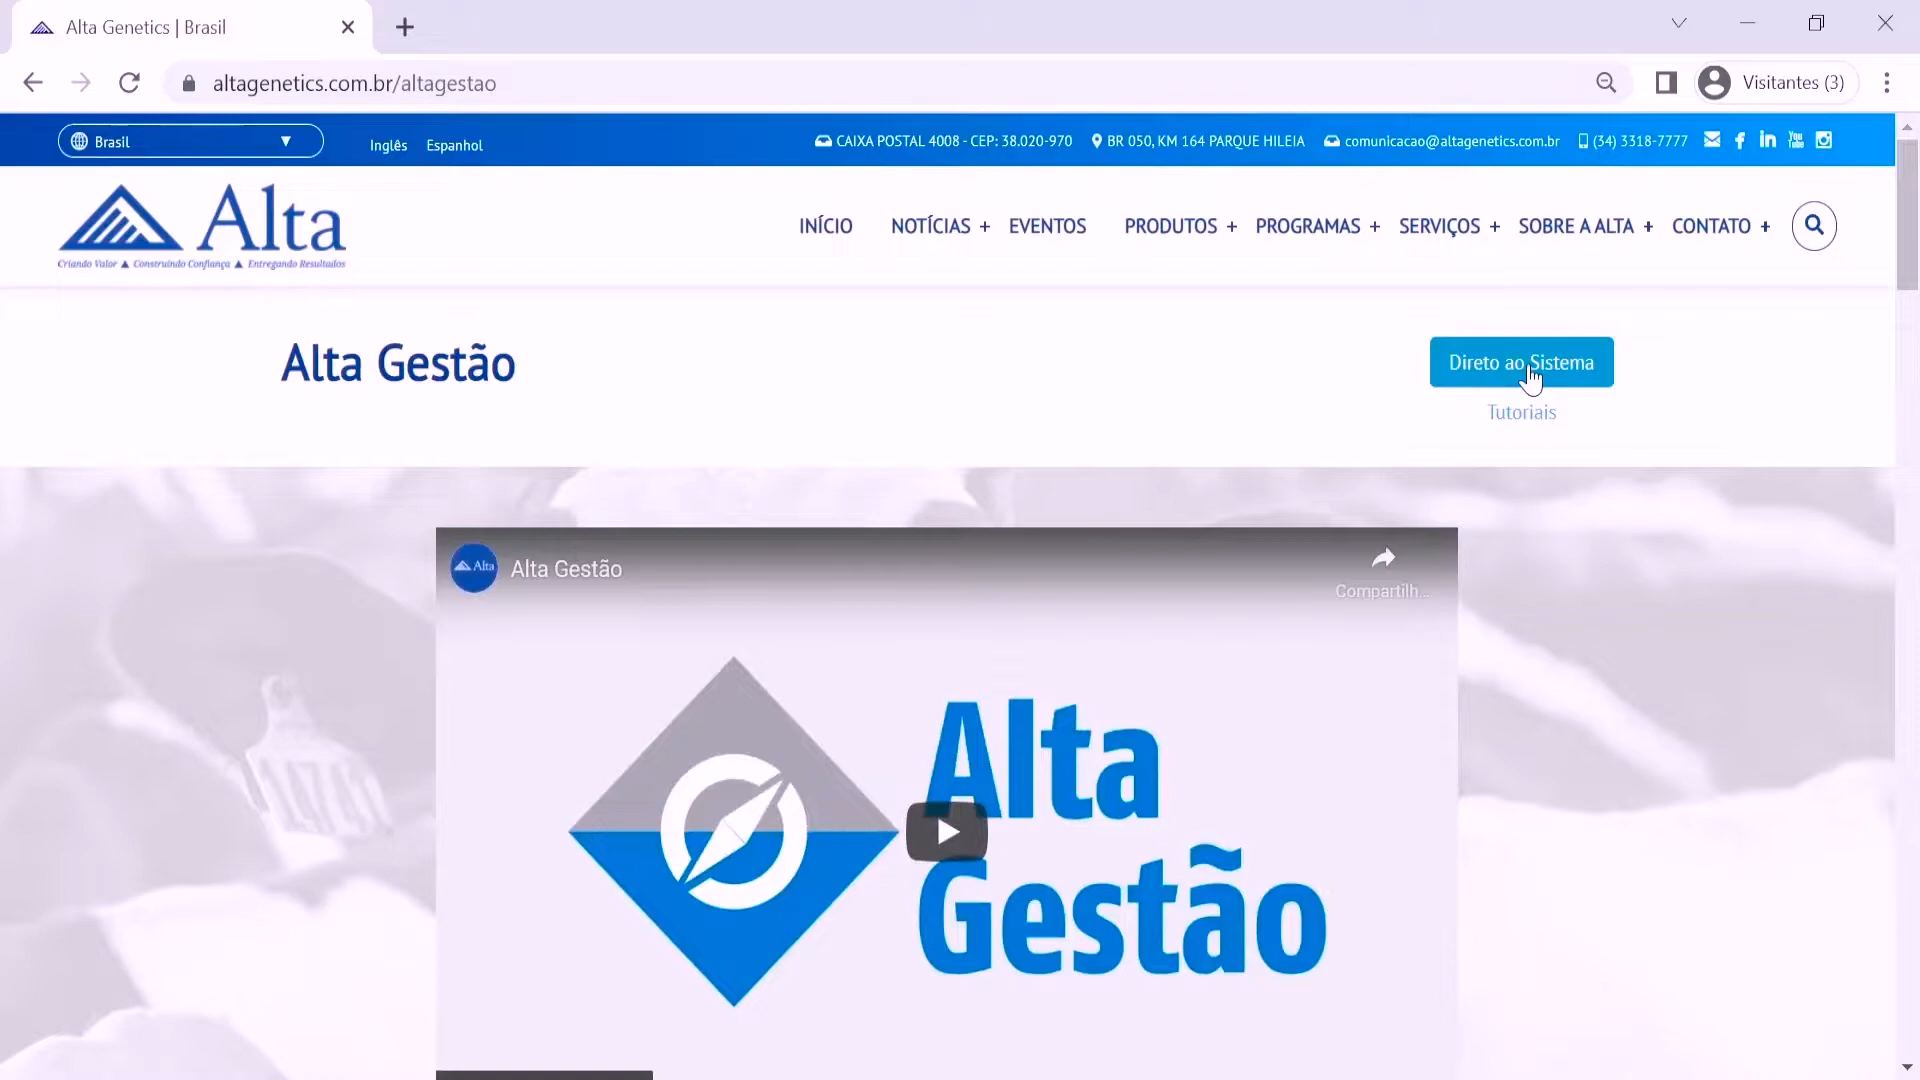 Alta Genetics | Brasil
altagenetics.com.br/altagestao
Visitantes (3)
Brasil
Inglês
Espanhol
CAIXA POSTAL 4008 - CEP: 38.020-970
BR 050, KM 164 PARQUE HILEIA
comunicacao@altagenetics.com.br
(34) 3318-7777
You Tube
Alta
Criando Valor ▲ Construindo Confiança ▲ Entregando Resultados
INÍCIO
NOTÍCIAS +
EVENTOS
PRODUTOS +
PROGRAMAS +
SERVIÇOS +
SOBRE A ALTA +
CONTATO +
Alta Gestão
Direto ao Sistema
Tutoriais
Alta
Alta Gestão
Compartilh...
Alta
Gestão
1741